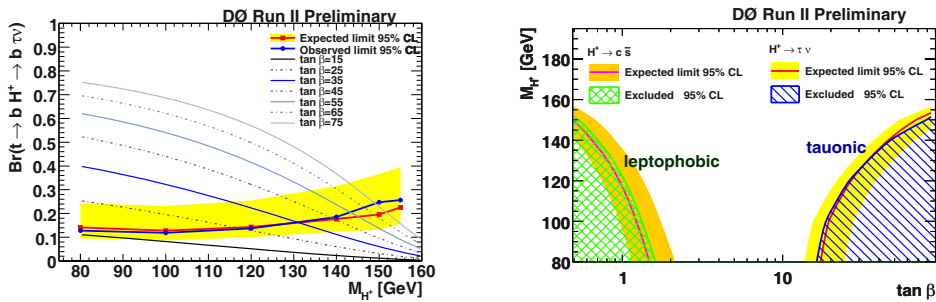 DØ Run II Preliminary
Br(t → b H⁺ → b τν)
1
0.9
0.8
0.7
0.6
0.5
0.4
0.3
0.2
0.1
0
Expected limit 95% CL
Observed limit 95% CL
tan β=15
tan β=25
tan β=35
tan β=45
tan β=55
tan β=65
tan β=75
80 90 100 110 120 130 140 150 160
M_H⁺ [GeV]
DØ Run II Preliminary
M_H⁺ [GeV]
200
180
160
140
120
100
80
H⁺ → c s̄
Expected limit 95% CL
Excluded 95% CL
H⁺ → τ ν
Expected limit 95% CL
Excluded 95% CL
leptophobic
tauonic
1 10
tan β